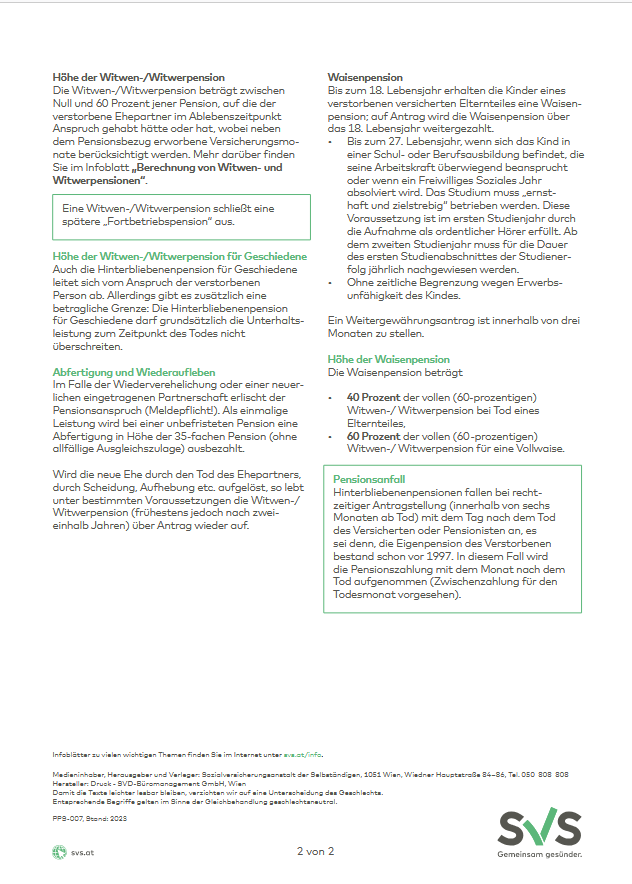 Höhe der Witwen-/Witwerpension
Die Witwen-/Witwerpension beträgt zwischen
Null und 60 Prozent jener Pension, auf die der
verstorbene Ehepartner im Ablebenszeitpunkt
Anspruch gehabt hätte oder hat, wobei neben
dem Pensionsbezug erworbene Versicherungsmo-
nate berücksichtigt werden. Mehr darüber finden
Sie im Infoblatt „Berechnung von Witwen- und
Witwerpensionen“.
Eine Witwen-/Witwerpension schließt eine
spätere „Fortbetriebspension“ aus.
Höhe der Witwen-/Witwerpension für Geschiedene
Auch die Hinterbliebenenpension für Geschiedene
leitet sich vom Anspruch der verstorbenen
Person ab. Allerdings gibt es zusätzlich eine
betragliche Grenze: Die Hinterbliebenenpension
für Geschiedene darf grundsätzlich die Unterhalts-
leistung zum Zeitpunkt des Todes nicht
überschreiten.
Abfertigung und Wiederaufleben
Im Falle der Wiederverehelichung oder einer neuer-
lichen eingetragenen Partnerschaft erlischt der
Pensionsanspruch (Meldepflicht!). Als einmalige
Leistung wird bei einer unbefristeten Pension eine
Abfertigung in Höhe der 35-fachen Pension (ohne
allfällige Ausgleichszulage) ausbezahlt.
Wird die neue Ehe durch den Tod des Ehepartners,
durch Scheidung, Aufhebung etc. aufgelöst, so lebt
unter bestimmten Voraussetzungen die Witwen-/
Witwerpension (frühestens jedoch nach zwei-
einhalb Jahren) über Antrag wieder auf.
Waisenpension
Bis zum 18. Lebensjahr erhalten die Kinder eines
verstorbenen versicherten Elternteiles eine Waisen-
pension; auf Antrag wird die Waisenpension über
das 18. Lebensjahr weitergezahlt.
• Bis zum 27. Lebensjahr, wenn sich das Kind in
einer Schul- oder Berufsausbildung befindet, die
seine Arbeitskraft überwiegend beansprucht
oder wenn ein Freiwilliges Soziales Jahr
absolviert wird. Das Studium muss „ernst-
haft und zielstrebig“ betrieben werden. Diese
Voraussetzung ist im ersten Studienjahr durch
die Aufnahme als ordentlicher Hörer erfüllt. Ab
dem zweiten Studienjahr muss für die Dauer
des ersten Studienabschnittes der Studiener-
folg jährlich nachgewiesen werden.
• Ohne zeitliche Begrenzung wegen Erwerbs-
unfähigkeit des Kindes.
Ein Weitergewährungsantrag ist innerhalb von drei
Monaten zu stellen.
Höhe der Waisenpension
Die Waisenpension beträgt
• 40 Prozent der vollen (60-prozentigen)
Witwen-/ Witwerpension bei Tod eines
Elternteiles,
• 60 Prozent der vollen (60-prozentigen)
Witwen-/ Witwerpension für eine Vollwaise.
Pensionsanfall
Hinterbliebenenpensionen fallen bei recht-
zeitiger Antragstellung (innerhalb von sechs
Monaten ab Tod) mit dem Tag nach dem Tod
des Versicherten oder Pensionisten an, es
sei denn, die Eigenpension des Verstorbenen
bestand schon vor 1997. In diesem Fall wird
die Pensionszahlung mit dem Monat nach dem
Tod aufgenommen (Zwischenzahlung für den
Todesmonat vorgesehen).
Infoblätter zu vielen wichtigen Themen finden Sie im Internet unter svs.at/info.
Medieninhaber, Herausgeber und Verleger: Sozialversicherungsanstalt der Selbständigen, 1051 Wien, Wiedner Hauptstraße 84–86, Tel. 050 808 808
Hersteller: Druck - SVD-Büromanagement GmbH, Wien
Damit die Texte leichter lesbar bleiben, verzichten wir auf eine Unterscheidung des Geschlechts.
Entsprechende Begriffe gelten im Sinne der Gleichbehandlung geschlechtsneutral.
PPB-007, Stand: 2023
svs.at
2 von 2
SVS
Gemeinsam gesünder.